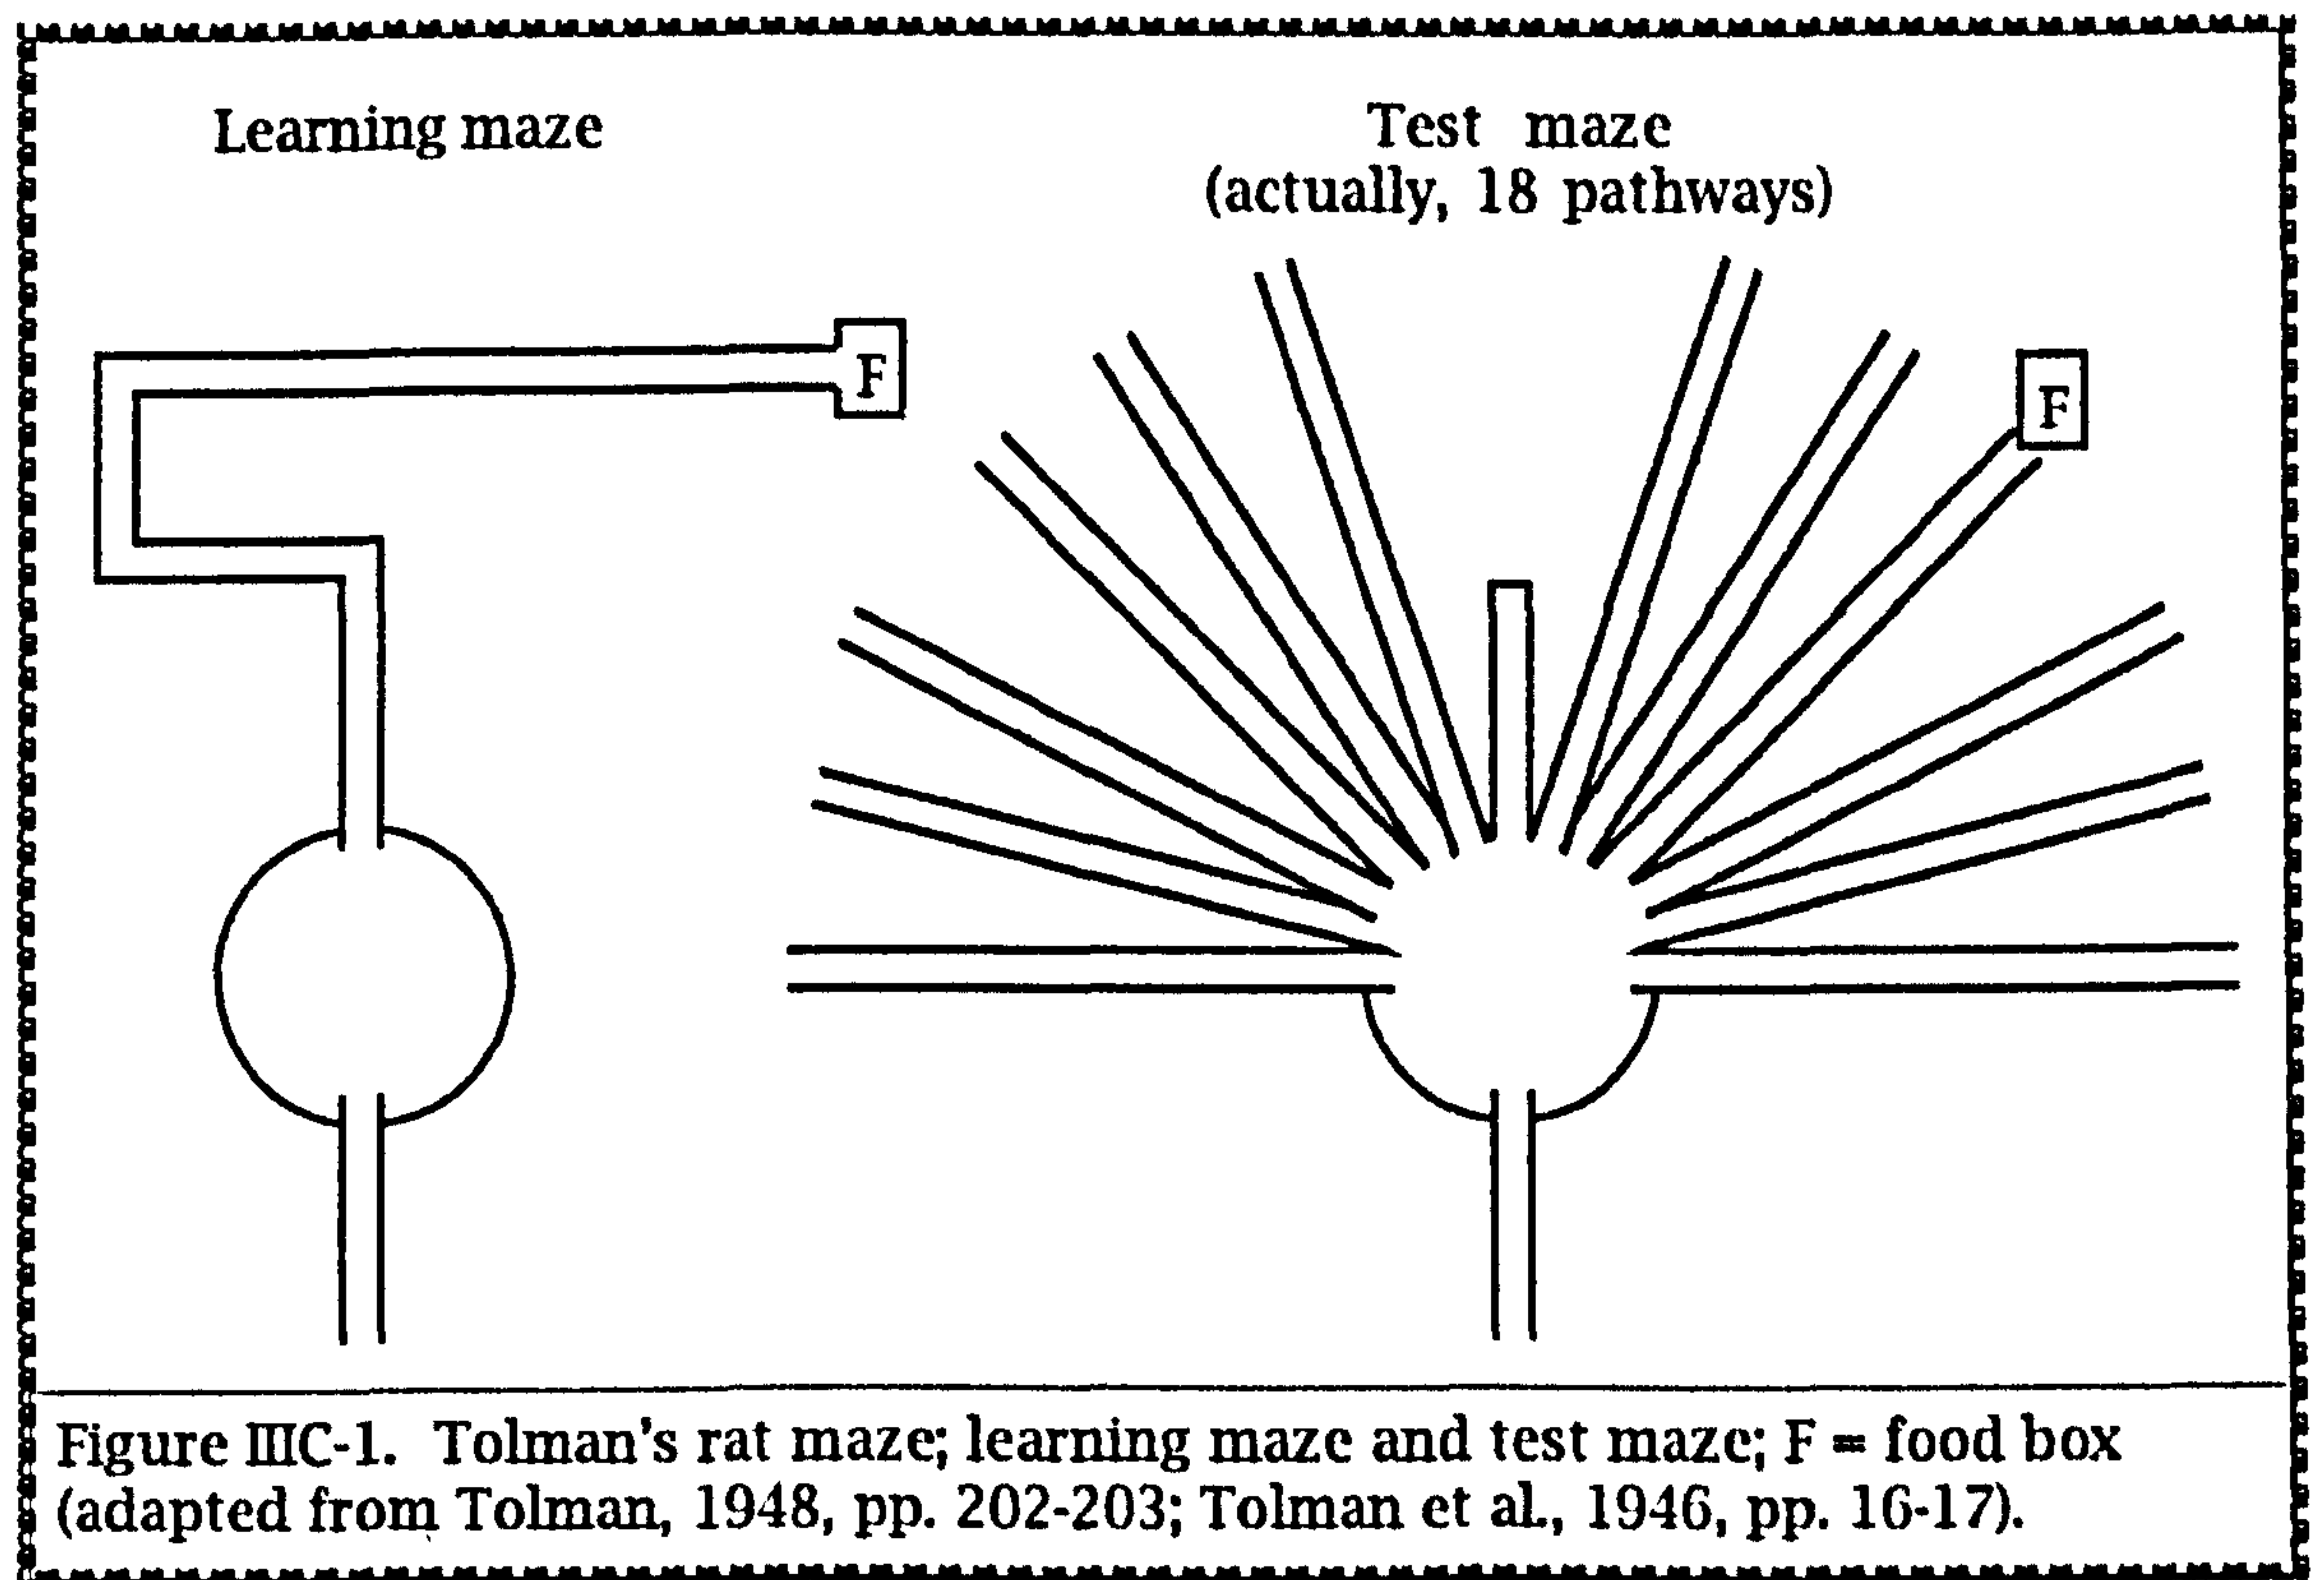 Learning maze
Test maze
(actually, 18 pathways)
F
F
Figure IIIC-1. Tolman's rat maze; learning maze and test maze; F = food box
(adapted from Tolman, 1948, pp. 202-203; Tolman et al., 1946, pp. 16-17).